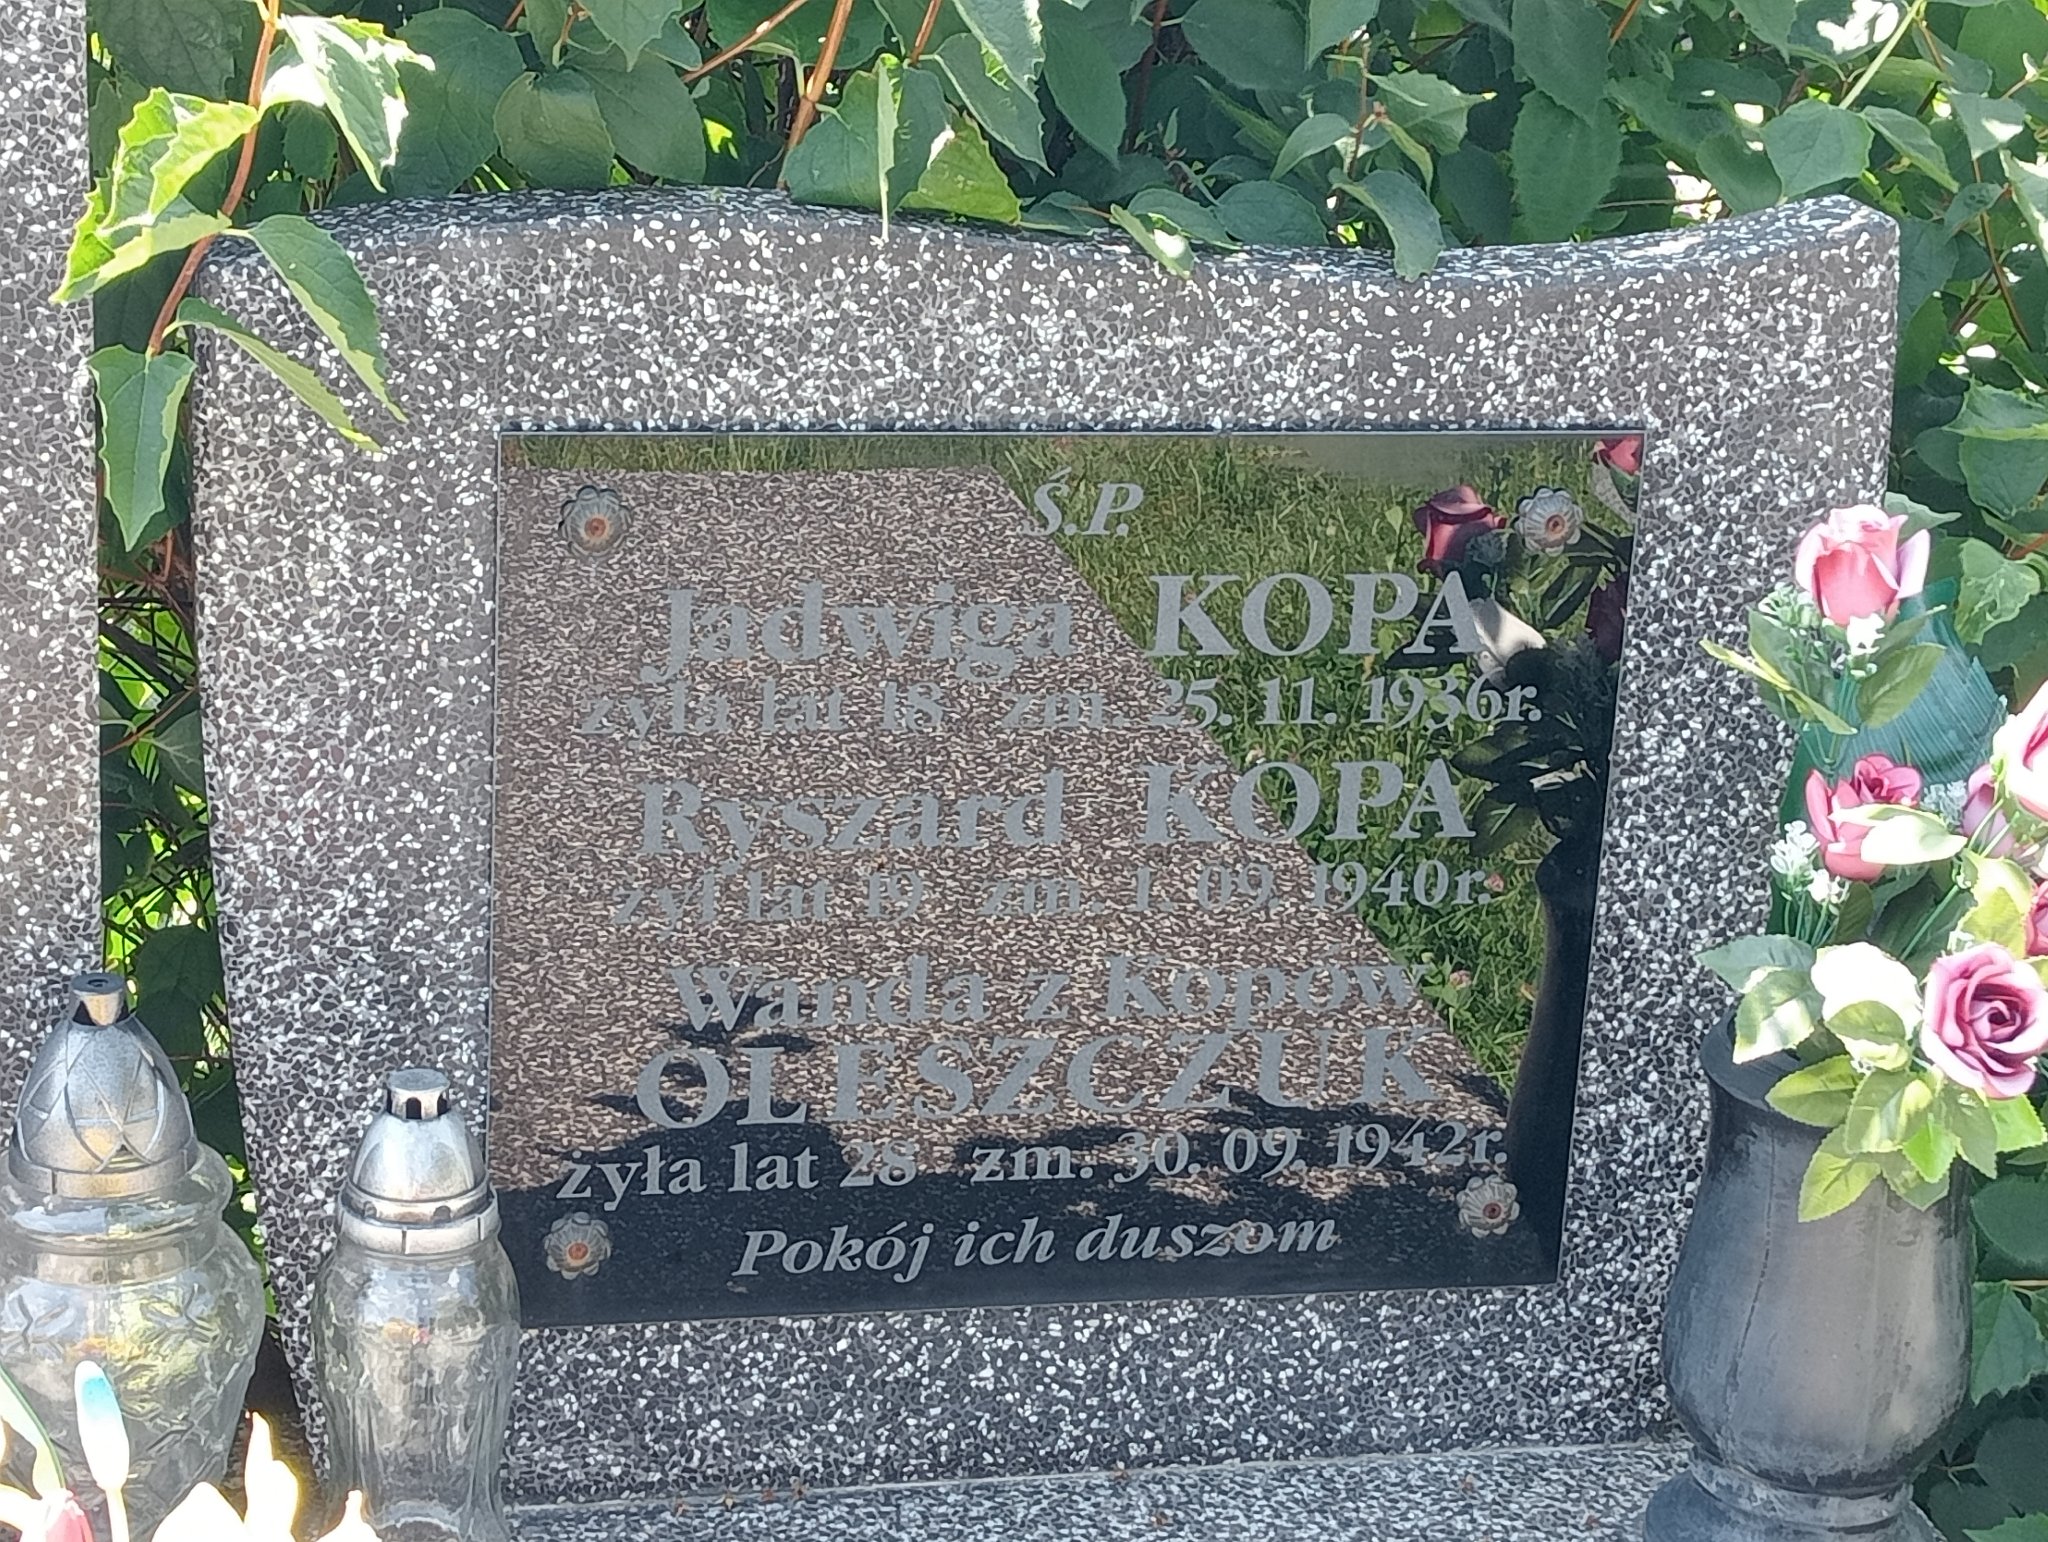 Ś.P.
Jadwiga KOPA
żyła lat 18 zm. 25. 11. 1936r.
Ryszard KOPA
żył lat 19 zm. 1. 09. 1940r.
Wanda z Kopów
OLESZCZUK
żyła lat 28 zm. 30. 09. 1942r.
Pokój ich duszom